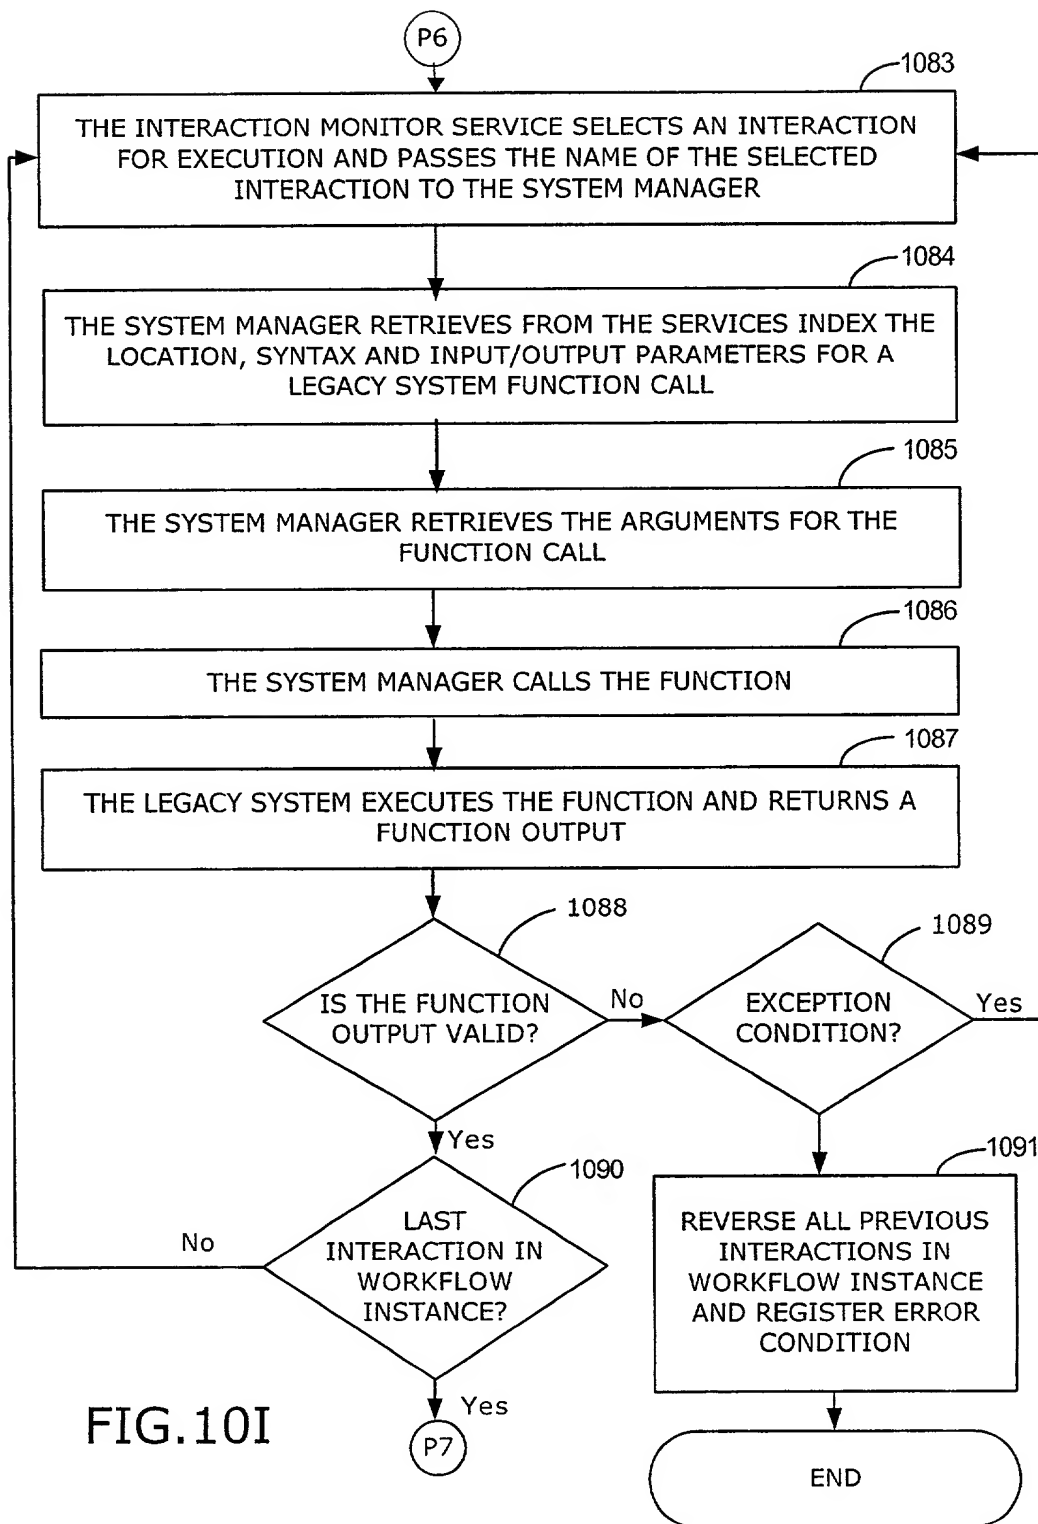 P6
1083
THE INTERACTION MONITOR SERVICE SELECTS AN INTERACTION
FOR EXECUTION AND PASSES THE NAME OF THE SELECTED
INTERACTION TO THE SYSTEM MANAGER
1084
THE SYSTEM MANAGER RETRIEVES FROM THE SERVICES INDEX THE
LOCATION, SYNTAX AND INPUT/OUTPUT PARAMETERS FOR A
LEGACY SYSTEM FUNCTION CALL
1085
THE SYSTEM MANAGER RETRIEVES THE ARGUMENTS FOR THE
FUNCTION CALL
1086
THE SYSTEM MANAGER CALLS THE FUNCTION
1087
THE LEGACY SYSTEM EXECUTES THE FUNCTION AND RETURNS A
FUNCTION OUTPUT
1088
IS THE FUNCTION
OUTPUT VALID?
No
1089
EXCEPTION
CONDITION?
Yes
Yes
1090
LAST
INTERACTION IN
WORKFLOW
INSTANCE?
No
1091
REVERSE ALL PREVIOUS
INTERACTIONS IN
WORKFLOW INSTANCE
AND REGISTER ERROR
CONDITION
Yes
P7
END
FIG.10I